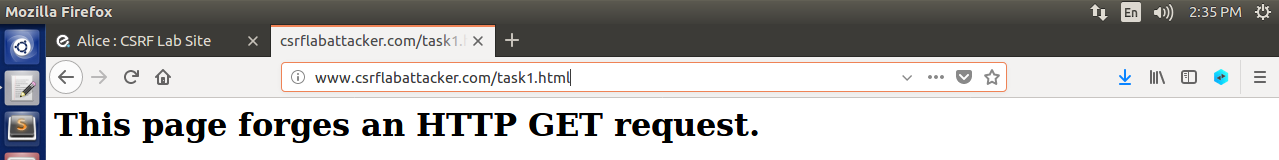 Mozilla Firefox
En
2:35 PM
Alice : CSRF Lab Site
csrflabattacker.com/task1.
www.csrflabattacker.com/task1.html
This page forges an HTTP GET request.